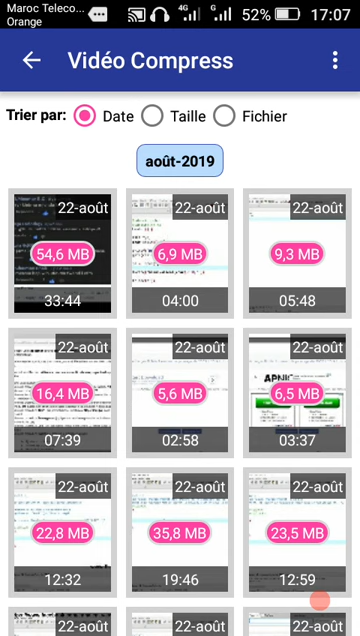 Maroc Teleco...
Orange
4G
G
52%
17:07
Vidéo Compress
Trier par: Date Taille Fichier
août-2019
22-août
54,6 MB
33:44
22-août
6,9 MB
04:00
22-août
9,3 MB
05:48
22-août
16,4 MB
07:39
22-août
5,6 MB
02:58
22-août
APNIC
6,5 MB
03:37
22-août
22,8 MB
12:32
22-août
35,8 MB
19:46
22-août
23,5 MB
12:59
22-août
22-août
22-août